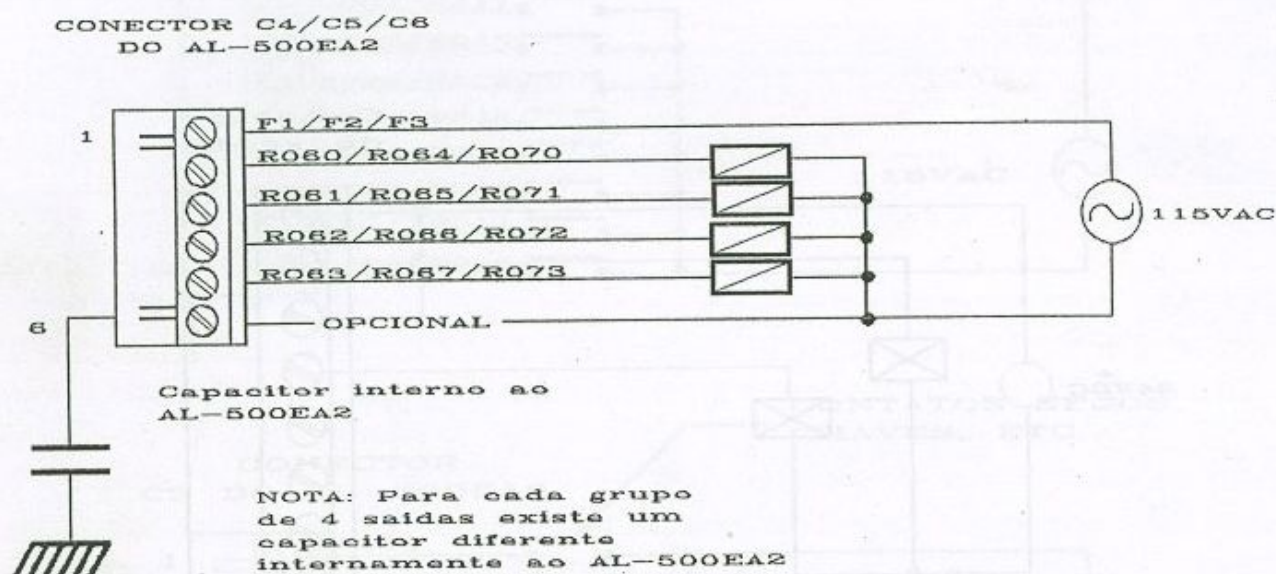 CONECTOR C4/C5/C6
DO AL-500EA2
1
F1/F2/F3
R060/R064/R070
R061/R065/R071
115VAC
R062/R066/R072
R063/R067/R073
6
OPCIONAL
Capacitor interno ao
AL-500EA2
NOTA: Para cada grupo
de 4 saidas existe um
capacitor diferente
internamente ao AL-500EA2